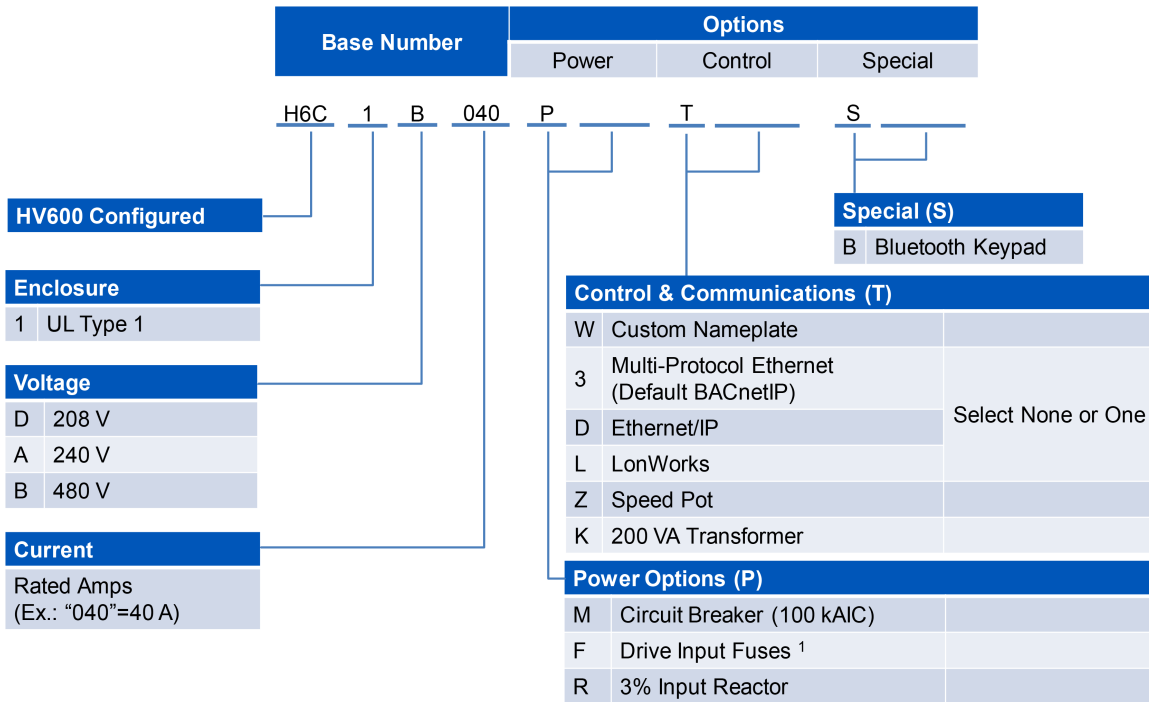 Base Number
Options
Power Control Special
H6C 1 B 040 P T S
HV600 Configured
Enclosure
1 UL Type 1
Voltage
D 208 V
A 240 V
B 480 V
Current
Rated Amps
(Ex.: “040”=40 A)
Special (S)
B Bluetooth Keypad
Control & Communications (T)
W Custom Nameplate
3 Multi-Protocol Ethernet
(Default BACnetIP)
D Ethernet/IP
L LonWorks
Select None or One
Z Speed Pot
K 200 VA Transformer
Power Options (P)
M Circuit Breaker (100 kAIC)
F Drive Input Fuses ¹
R 3% Input Reactor